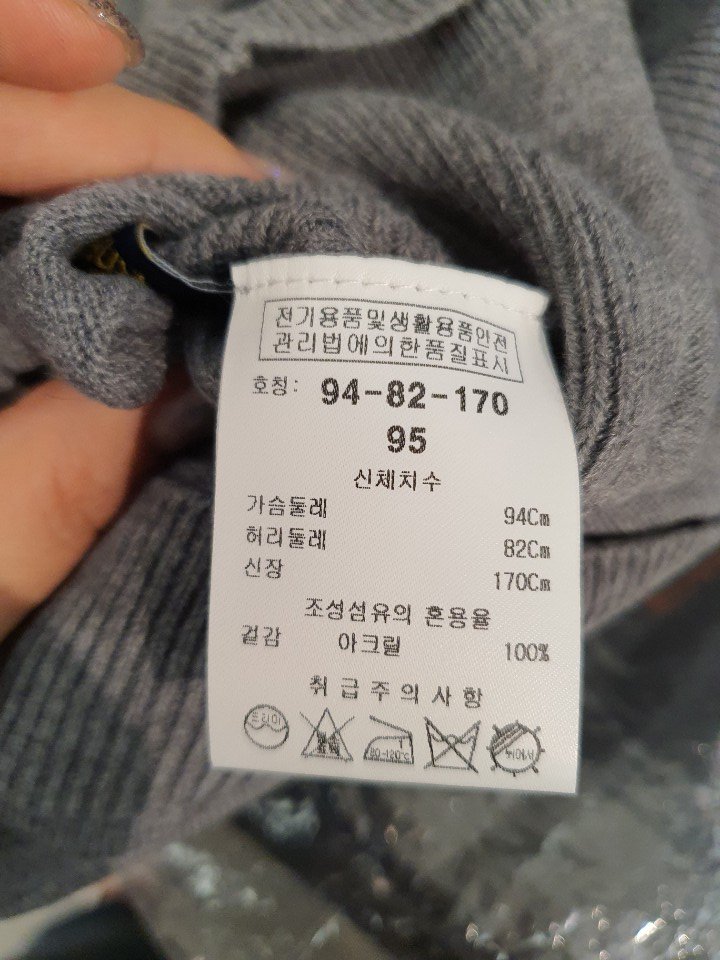 전기용품및생활용품안전
관리법에의한품질표시
호칭: 94-82-170
95
신체치수
가슴둘레 94Cm
허리둘레 82Cm
신장 170Cm
조성섬유의 혼용율
겉감 아크릴 100%
취급주의사항
드라이
80-120℃